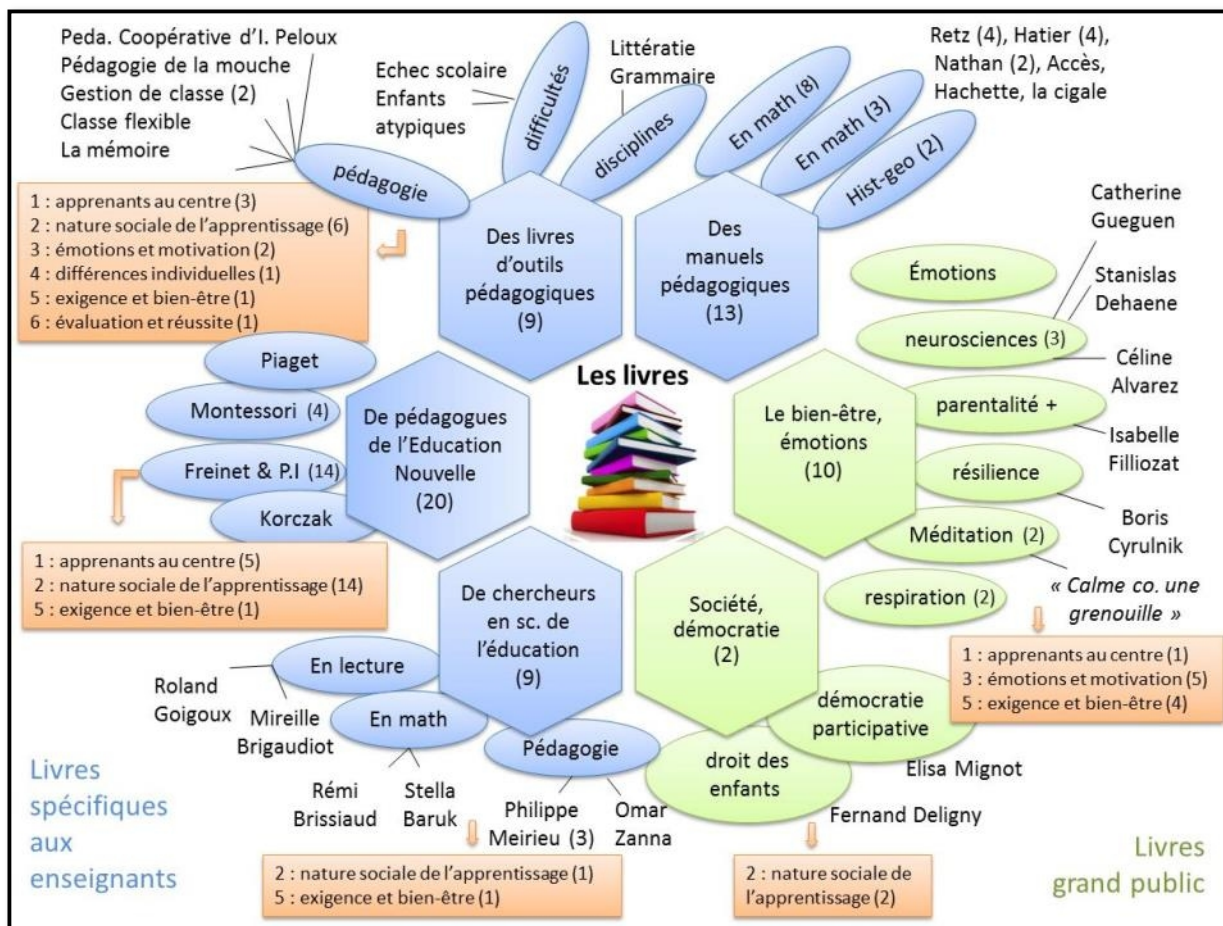 Peda. Coopérative d'I. Peloux
Pédagogie de la mouche
Gestion de classe (2)
Classe flexible
La mémoire
pédagogie
Echec scolaire
Enfants
atypiques
difficultés
Littératie
Grammaire
disciplines
En math (8)
En math (3)
Hist-geo (2)
Retz (4), Hatier (4),
Nathan (2), Accès,
Hachette, la cigale
1 : apprenants au centre (3)
2 : nature sociale de l'apprentissage (6)
3 : émotions et motivation (2)
4 : différences individuelles (1)
5 : exigence et bien-être (1)
6 : évaluation et réussite (1)
Des livres
d'outils
pédagogiques
(9)
Des
manuels
pédagogiques
(13)
Catherine
Gueguen
Émotions
Stanislas
Dehaene
neurosciences (3)
Céline
Alvarez
parentalité +
Isabelle
Filliozat
résilience
Boris
Cyrulnik
Méditation (2)
« Calme co. une
grenouille »
respiration (2)
Piaget
Montessori (4)
Freinet & P.I (14)
Korczak
De pédagogues
de l'Education
Nouvelle
(20)
Les livres
Le bien-être,
émotions
(10)
1 : apprenants au centre (5)
2 : nature sociale de l'apprentissage (14)
5 : exigence et bien-être (1)
De chercheurs
en sc. de
l'éducation
(9)
Société,
démocratie
(2)
1 : apprenants au centre (1)
3 : émotions et motivation (5)
5 : exigence et bien-être (4)
En lecture
Roland
Goigoux
Mireille
Brigaudiot
En math
Rémi
Brissiaud
Stella
Baruk
Pédagogie
Philippe
Meirieu (3)
Omar
Zanna
droit des
enfants
Fernand Deligny
démocratie
participative
Elisa Mignot
Livres
spécifiques
aux
enseignants
2 : nature sociale de l'apprentissage (1)
5 : exigence et bien-être (1)
2 : nature sociale de
l'apprentissage (2)
Livres
grand public